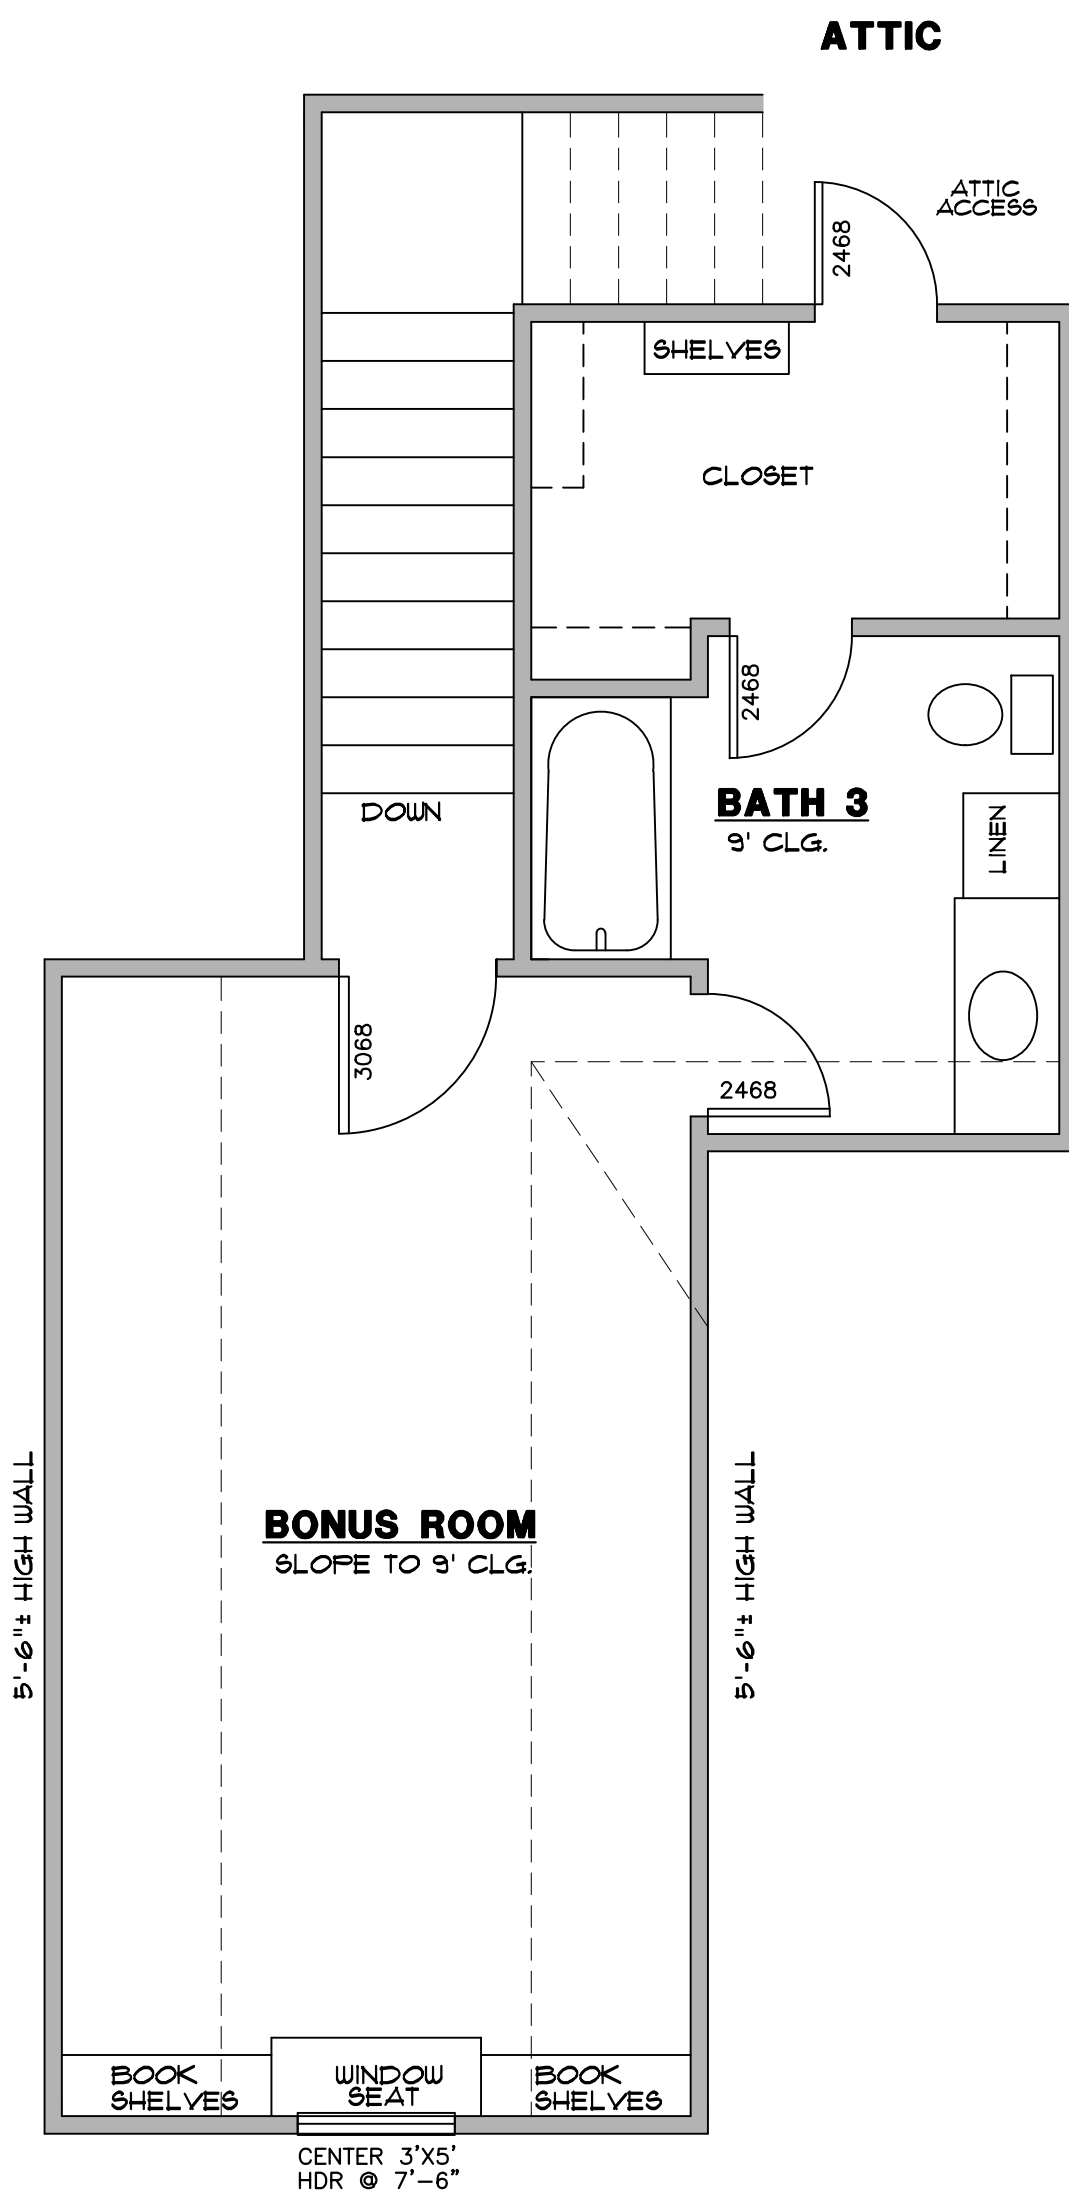 ATTIC
ATTIC
ACCESS
2468
SHELVES
CLOSET
2468
BATH 3
9' CLG.
DOWN
LINEN
3068
2468
5'-6"± HIGH WALL
5'-6"± HIGH WALL
BONUS ROOM
SLOPE TO 9' CLG.
BOOK
SHELVES
WINDOW
SEAT
BOOK
SHELVES
CENTER 3'X5'
HDR @ 7'-6"